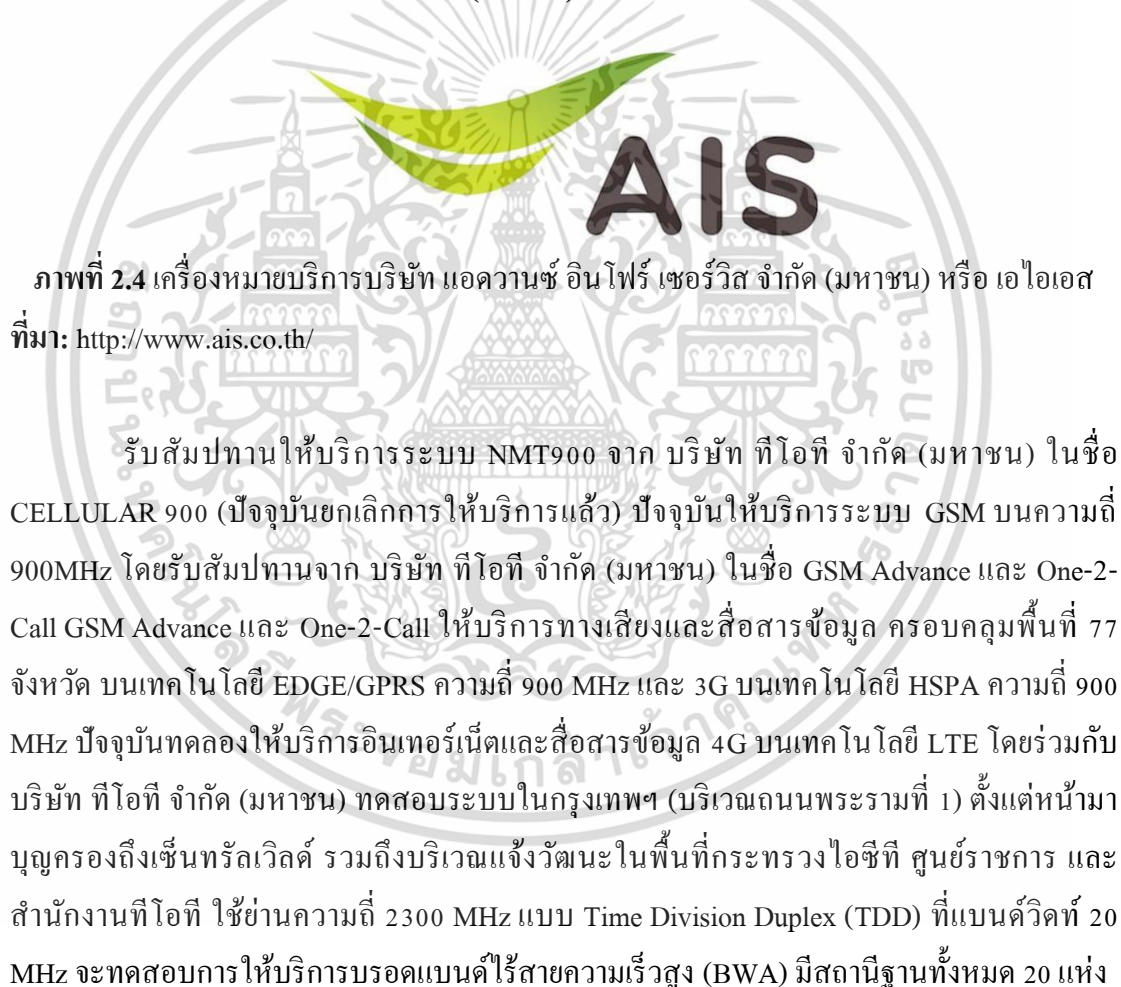 AIS
ภาพที่ 2.4 เครื่องหมายบริการบริษัท แอดวานซ์ อินโฟร์ เซอร์วิส จำกัด (มหาชน) หรือ เอไอเอส
ที่มา: http://www.ais.co.th/
รับสัมปทานให้บริการระบบ NMT900 จาก บริษัท ทีโอที จำกัด (มหาชน) ในชื่อ
CELLULAR 900 (ปัจจุบันยกเลิกการให้บริการแล้ว) ปัจจุบันให้บริการระบบ GSM บนความถี่
900MHz โดยรับสัมปทานจาก บริษัท ทีโอที จำกัด (มหาชน) ในชื่อ GSM Advance และ One-2-
Call GSM Advance และ One-2-Call ให้บริการทางเสียงและสื่อสารข้อมูล ครอบคลุมพื้นที่ 77
จังหวัด บนเทคโนโลยี EDGE/GPRS ความถี่ 900 MHz และ 3G บนเทคโนโลยี HSPA ความถี่ 900
MHz ปัจจุบันทดลองให้บริการอินเทอร์เน็ตและสื่อสารข้อมูล 4G บนเทคโนโลยี LTE โดยร่วมกับ
บริษัท ทีโอที จำกัด (มหาชน) ทดสอบระบบในกรุงเทพฯ (บริเวณถนนพระรามที่ 1) ตั้งแต่หน้ามา
บุญครองถึงเซ็นทรัลเวิลด์ รวมถึงบริเวณแจ้งวัฒนะในพื้นที่กระทรวงไอซีที ศูนย์ราชการ และ
สำนักงานทีโอที ใช้ย่านความถี่ 2300 MHz แบบ Time Division Duplex (TDD) ที่แบนด์วิดท์ 20
MHz จะทดสอบการให้บริการบรอดแบนด์ไร้สายความเร็วสูง (BWA) มีสถานีฐานทั้งหมด 20 แห่ง